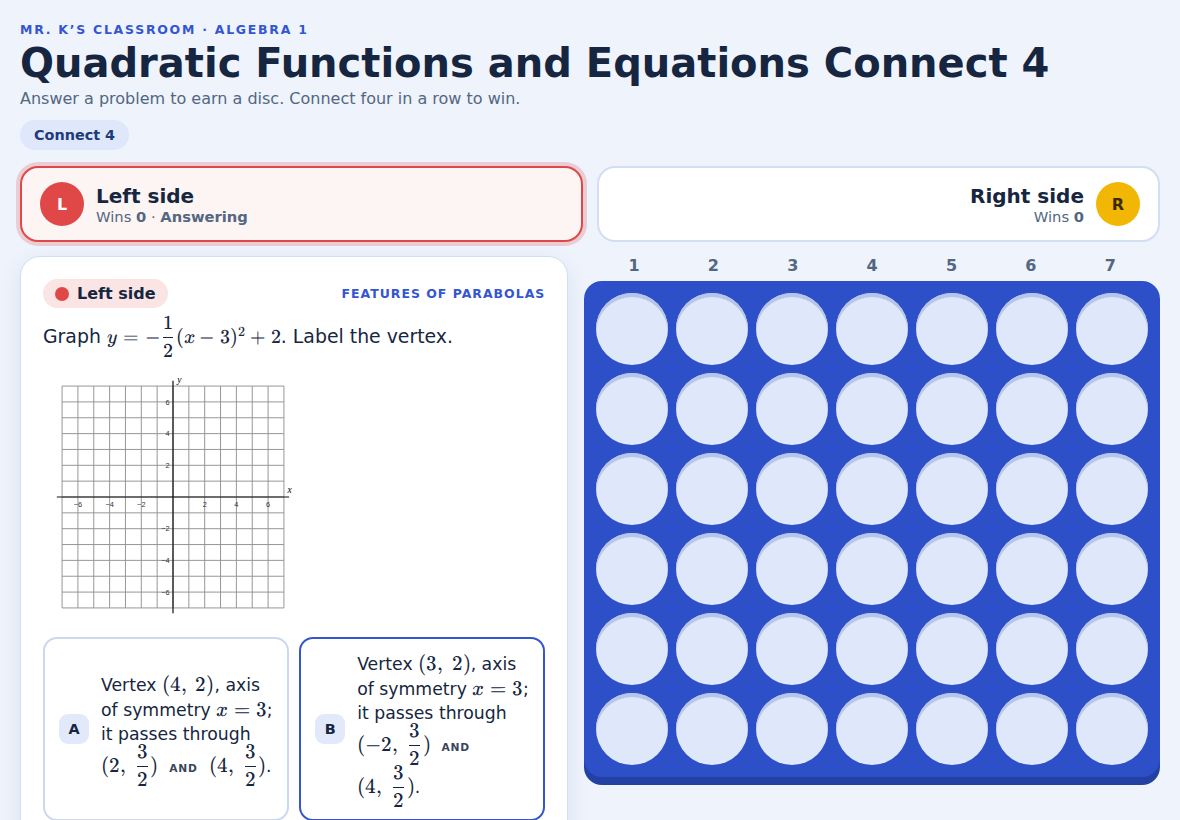 MR. K’S CLASSROOM · ALGEBRA 1
Quadratic Functions and Equations Connect 4
Answer a problem to earn a disc. Connect four in a row to win.
Connect 4
L
Left side
Wins 0 · Answering
Right side
Wins 0
R
Left side
FEATURES OF PARABOLAS
Graph y = −1/2(x − 3)² + 2. Label the vertex.
y
6
4
2
x
−6 −4 −2 2 4 6
−2
−4
−6
A
Vertex (4, 2), axis
of symmetry x = 3;
it passes through
(2, 3/2) AND (4, 3/2).
B
Vertex (3, 2), axis
of symmetry x = 3;
it passes through
(−2, 3/2) AND
(4, 3/2).
1 2 3 4 5 6 7